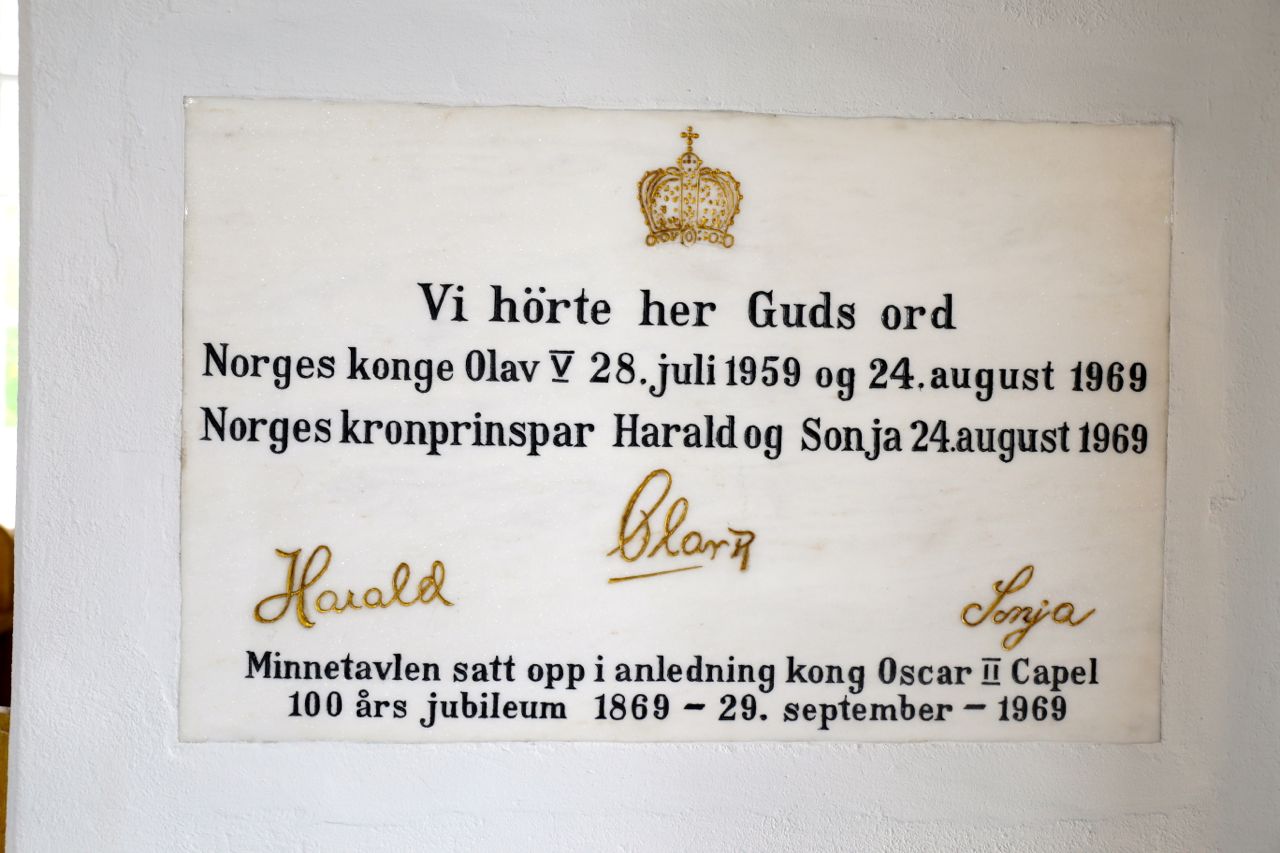 Vi hörte her Guds ord
Norges konge Olav V 28. juli 1959 og 24. august 1969
Norges kronprinspar Harald og Sonja 24. august 1969
Olav R
Harald
Sonja
Minnetavlen satt opp i anledning kong Oscar II Capel
100 års jubileum 1869 - 29. september - 1969